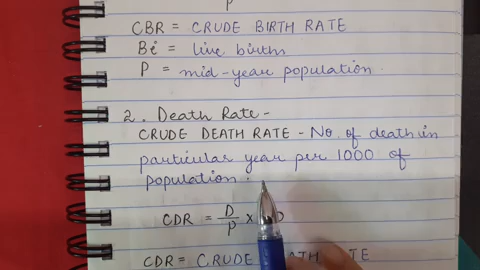 P
CBR = CRUDE BIRTH RATE
Bi = live births
P = mid-year population.
2. Death Rate -
CRUDE DEATH RATE - No. of death in
particular year per 1000 of
population.
CDR = D/P X
CDR = CRUDE RATE